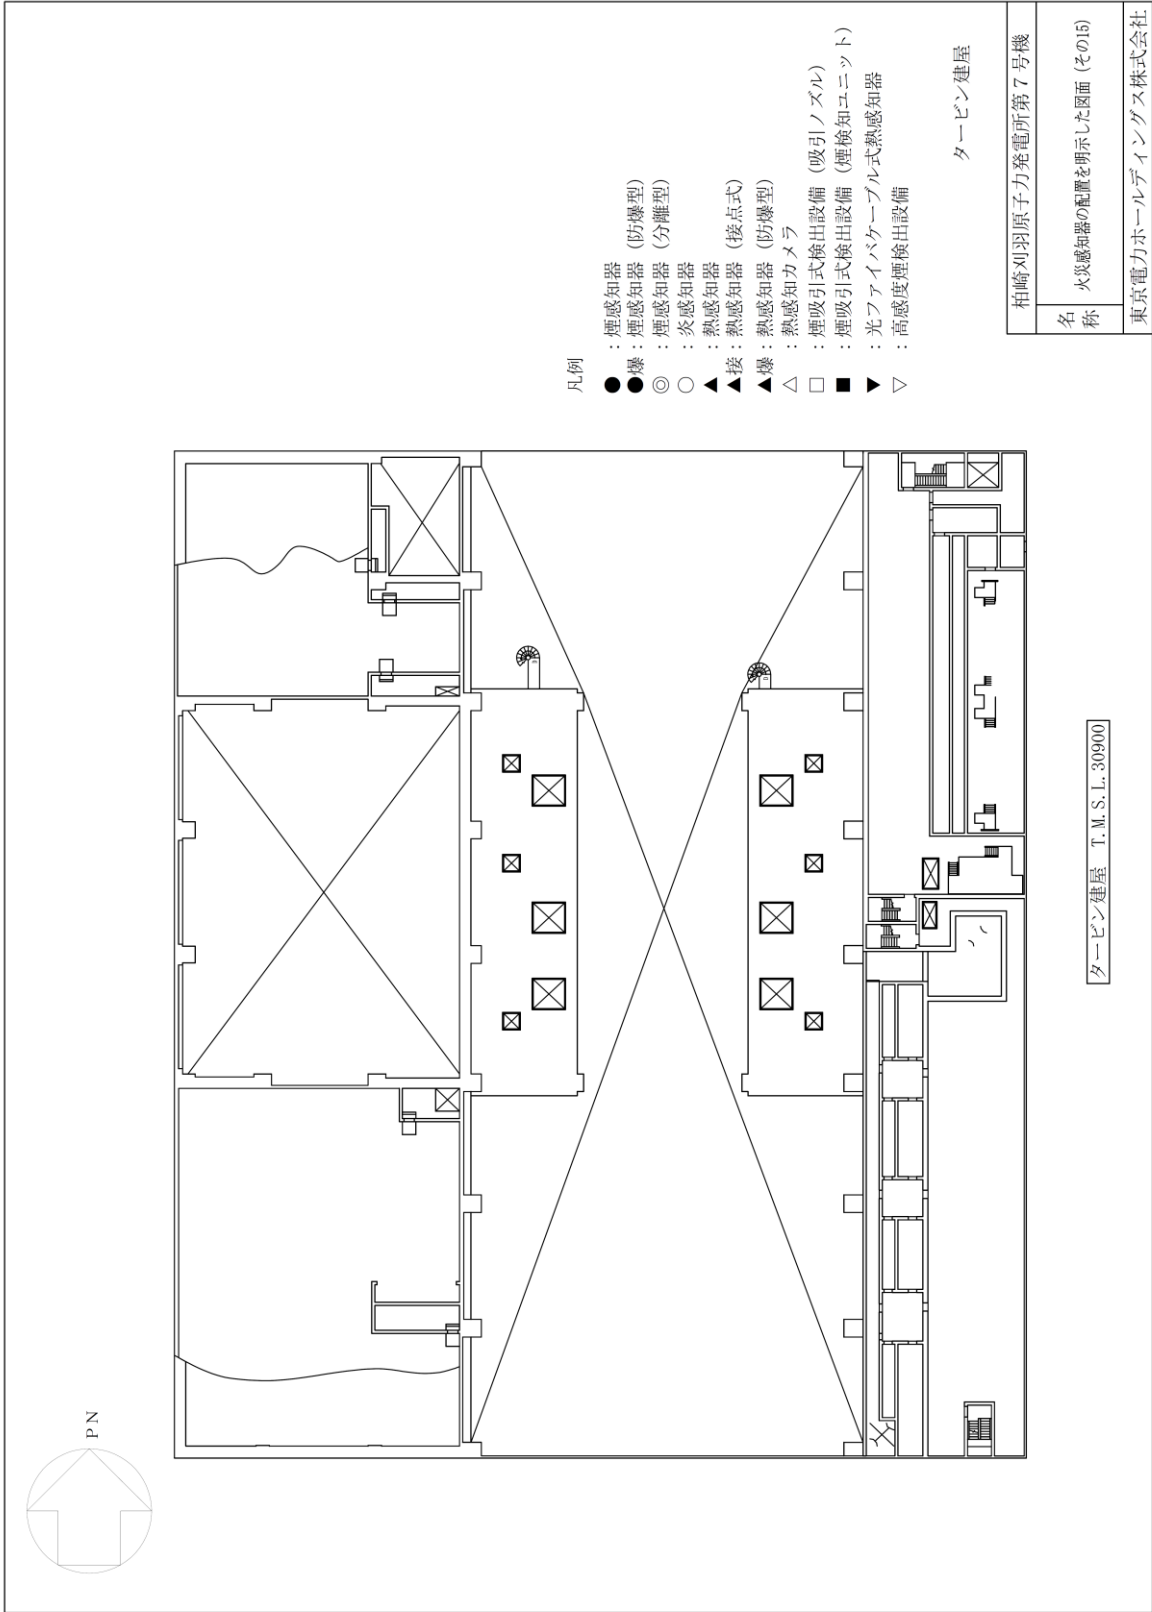 PN
タービン建屋 T.M.S.L.30900
凡例
● ：煙感知器
●爆：煙感知器（防爆型）
◎ ：煙感知器（分離型）
○ ：炎感知器
▲ ：熱感知器
▲接：熱感知器（接点式）
▲爆：熱感知器（防爆型）
△ ：熱感知カメラ
□ ：煙吸引式検出設備（吸引ノズル）
■ ：煙吸引式検出設備（煙検知ユニット）
▼ ：光ファイバケーブル式熱感知器
▽ ：高感度煙検出設備
タービン建屋
柏崎刈羽原子力発電所第７号機
名称 火災感知器の配置を明示した図面（その15）
東京電力ホールディングス株式会社